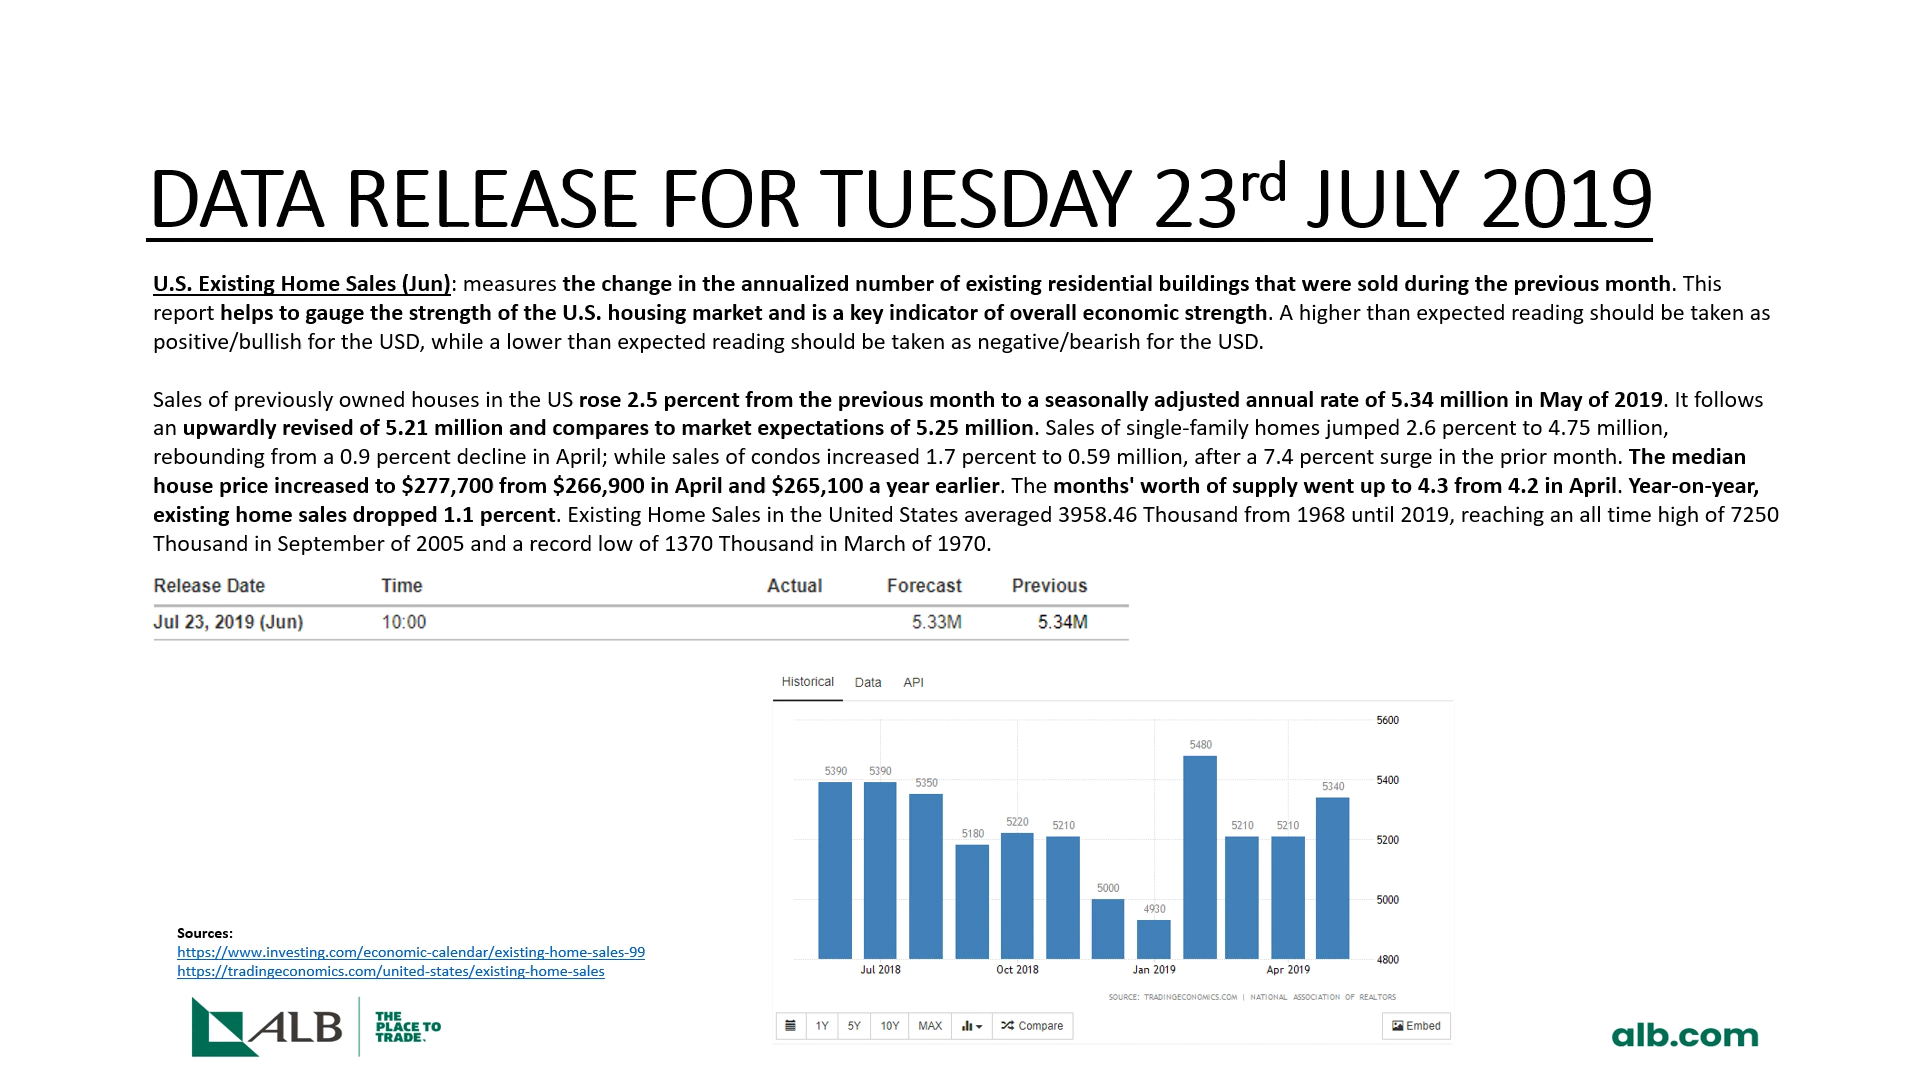 DATA RELEASE FOR TUESDAY 23rd JULY 2019
U.S. Existing Home Sales (Jun): measures the change in the annualized number of existing residential buildings that were sold during the previous month. This
report helps to gauge the strength of the U.S. housing market and is a key indicator of overall economic strength. A higher than expected reading should be taken as
positive/bullish for the USD, while a lower than expected reading should be taken as negative/bearish for the USD.
Sales of previously owned houses in the US rose 2.5 percent from the previous month to a seasonally adjusted annual rate of 5.34 million in May of 2019. It follows
an upwardly revised of 5.21 million and compares to market expectations of 5.25 million. Sales of single-family homes jumped 2.6 percent to 4.75 million,
rebounding from a 0.9 percent decline in April; while sales of condos increased 1.7 percent to 0.59 million, after a 7.4 percent surge in the prior month. The median
house price increased to $277,700 from $266,900 in April and $265,100 a year earlier. The months' worth of supply went up to 4.3 from 4.2 in April. Year-on-year,
existing home sales dropped 1.1 percent. Existing Home Sales in the United States averaged 3958.46 Thousand from 1968 until 2019, reaching an all time high of 7250
Thousand in September of 2005 and a record low of 1370 Thousand in March of 1970.
Release Date Time Actual Forecast Previous
Jul 23, 2019 (Jun) 10:00 5.33M 5.34M
Historical Data API
5600
5480
5390 5390 5350 5400 5340
5180 5220 5210 5210 5210 5200
5000 4930 5000
4800
Jul 2018 Oct 2018 Jan 2019 Apr 2019
SOURCE: TRADINGECONOMICS.COM | NATIONAL ASSOCIATION OF REALTORS
1Y 5Y 10Y MAX Compare Embed
Sources:
https://www.investing.com/economic-calendar/existing-home-sales-99
https://tradingeconomics.com/united-states/existing-home-sales
ALB
THE
PLACE TO
TRADE.
alb.com